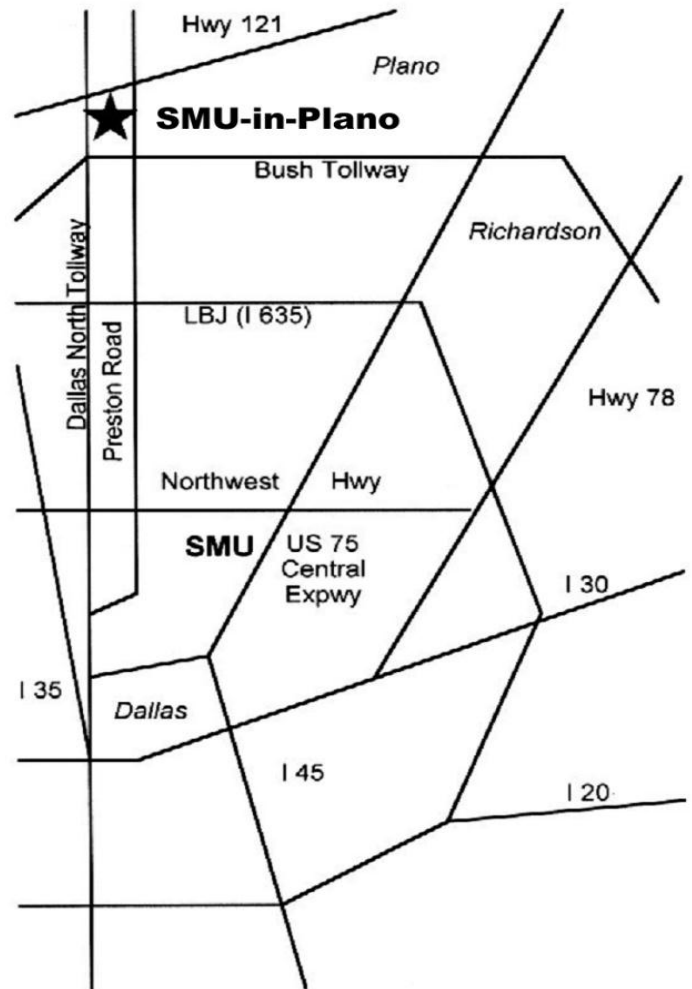 Hwy 121
Plano
SMU-in-Plano
Bush Tollway
Richardson
Dallas North Tollway
Preston Road
LBJ (I 635)
Hwy 78
Northwest Hwy
SMU
US 75
Central
Expwy
I 30
I 35
Dallas
I 45
I 20